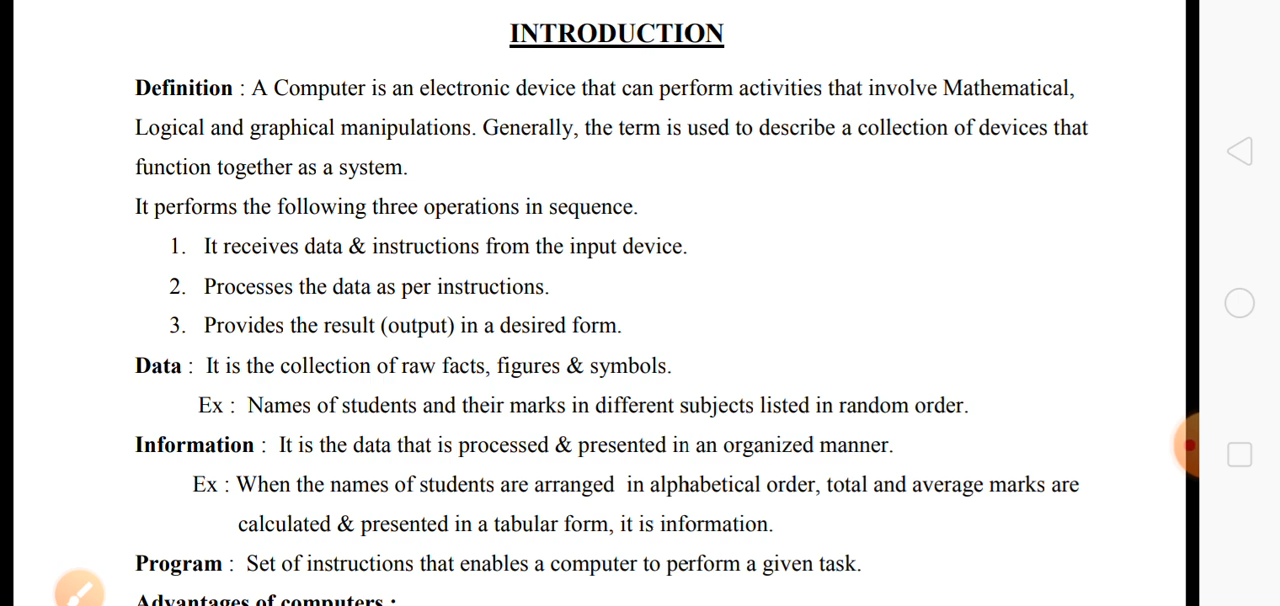 INTRODUCTION
Definition : A Computer is an electronic device that can perform activities that involve Mathematical,
Logical and graphical manipulations. Generally, the term is used to describe a collection of devices that
function together as a system.
It performs the following three operations in sequence.
1. It receives data & instructions from the input device.
2. Processes the data as per instructions.
3. Provides the result (output) in a desired form.
Data : It is the collection of raw facts, figures & symbols.
Ex : Names of students and their marks in different subjects listed in random order.
Information : It is the data that is processed & presented in an organized manner.
Ex : When the names of students are arranged in alphabetical order, total and average marks are
calculated & presented in a tabular form, it is information.
Program : Set of instructions that enables a computer to perform a given task.
Advantages of computers :